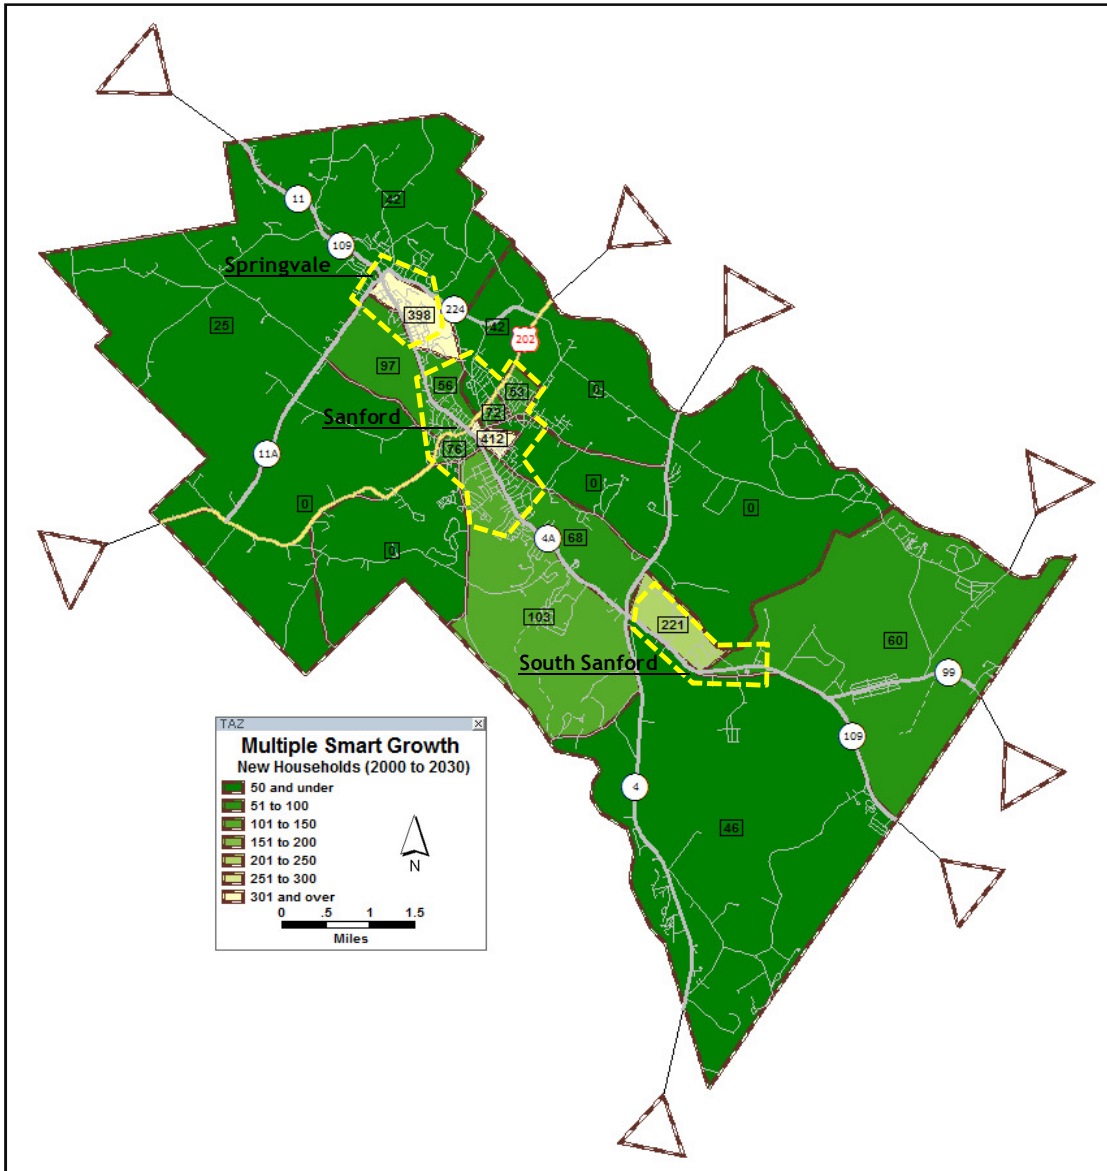 11
42
109
Springvale
25
398
224
42
202
97
56
53
0
72
Sanford
412
76
11A
0
0
0
0
4A
68
103
221
60
South Sanford
99
109
4
46
TAZ
Multiple Smart Growth
New Households (2000 to 2030)
50 and under
51 to 100
101 to 150
151 to 200
201 to 250
251 to 300
301 and over
N
0 .5 1 1.5
Miles